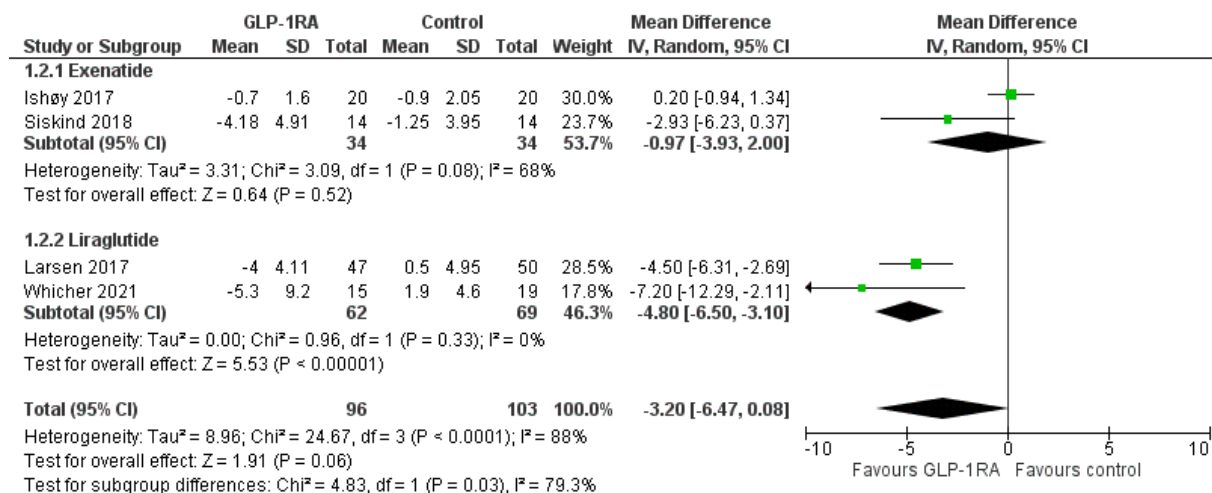 GLP-1RA Control Mean Difference Mean Difference
Study or Subgroup Mean SD Total Mean SD Total Weight IV, Random, 95% CI IV, Random, 95% CI
1.2.1 Exenatide
Ishøy 2017 -0.7 1.6 20 -0.9 2.05 20 30.0% 0.20 [-0.94, 1.34]
Siskind 2018 -4.18 4.91 14 -1.25 3.95 14 23.7% -2.93 [-6.23, 0.37]
Subtotal (95% CI) 34 34 53.7% -0.97 [-3.93, 2.00]
Heterogeneity: Tau² = 3.31; Chi² = 3.09, df = 1 (P = 0.08); I² = 68%
Test for overall effect: Z = 0.64 (P = 0.52)
1.2.2 Liraglutide
Larsen 2017 -4 4.11 47 0.5 4.95 50 28.5% -4.50 [-6.31, -2.69]
Whicher 2021 -5.3 9.2 15 1.9 4.6 19 17.8% -7.20 [-12.29, -2.11]
Subtotal (95% CI) 62 69 46.3% -4.80 [-6.50, -3.10]
Heterogeneity: Tau² = 0.00; Chi² = 0.96, df = 1 (P = 0.33); I² = 0%
Test for overall effect: Z = 5.53 (P < 0.00001)
Total (95% CI) 96 103 100.0% -3.20 [-6.47, 0.08]
Heterogeneity: Tau² = 8.96; Chi² = 24.67, df = 3 (P < 0.0001); I² = 88%
Test for overall effect: Z = 1.91 (P = 0.06)
Test for subgroup differences: Chi² = 4.83, df = 1 (P = 0.03), I² = 79.3%
-10 -5 0 5 10
Favours GLP-1RA Favours control